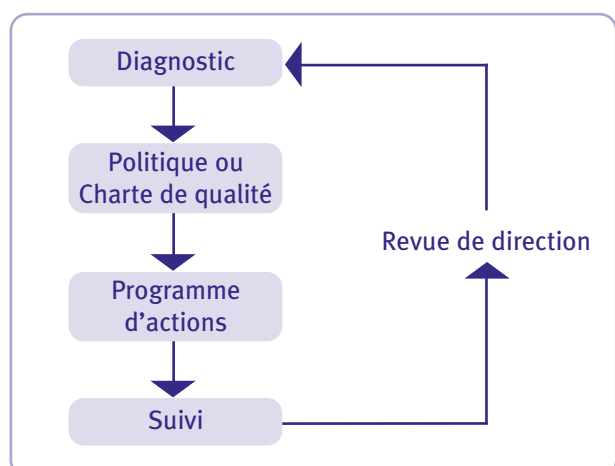 Diagnostic
Politique ou
Charte de qualité
Revue de direction
Programme
d’actions
Suivi